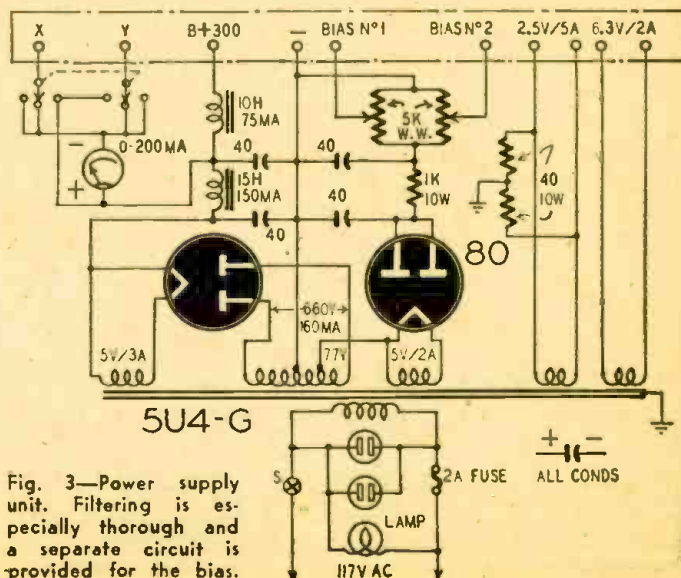 X Y B+300 — BIAS Nº1 BIAS Nº2 2.5V/5A 6.3V/2A
10H
75MA
5K
W.W.
- 0-200MA
+
40 40
15H
150MA
1K
10W
40
10W
40 40
80
660V
160MA
5V/3A 77V 5V/2A
5U4-G
+ -
ALL CONDS
S 2A FUSE
LAMP
117V AC
Fig. 3—Power supply
unit. Filtering is es-
pecially thorough and
a separate circuit is
provided for the bias.